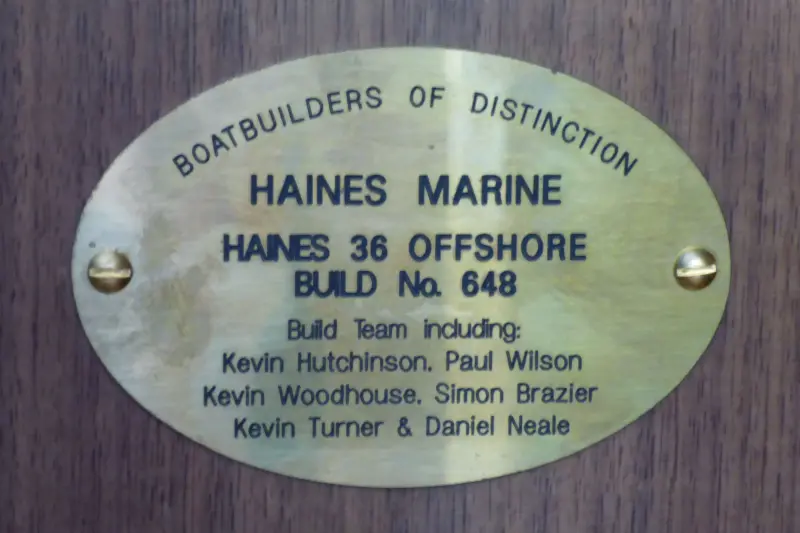 BOATBUILDERS OF DISTINCTION
HAINES MARINE
HAINES 36 OFFSHORE
BUILD No. 648
Build Team including:
Kevin Hutchinson. Paul Wilson
Kevin Woodhouse. Simon Brazier
Kevin Turner & Daniel Neale